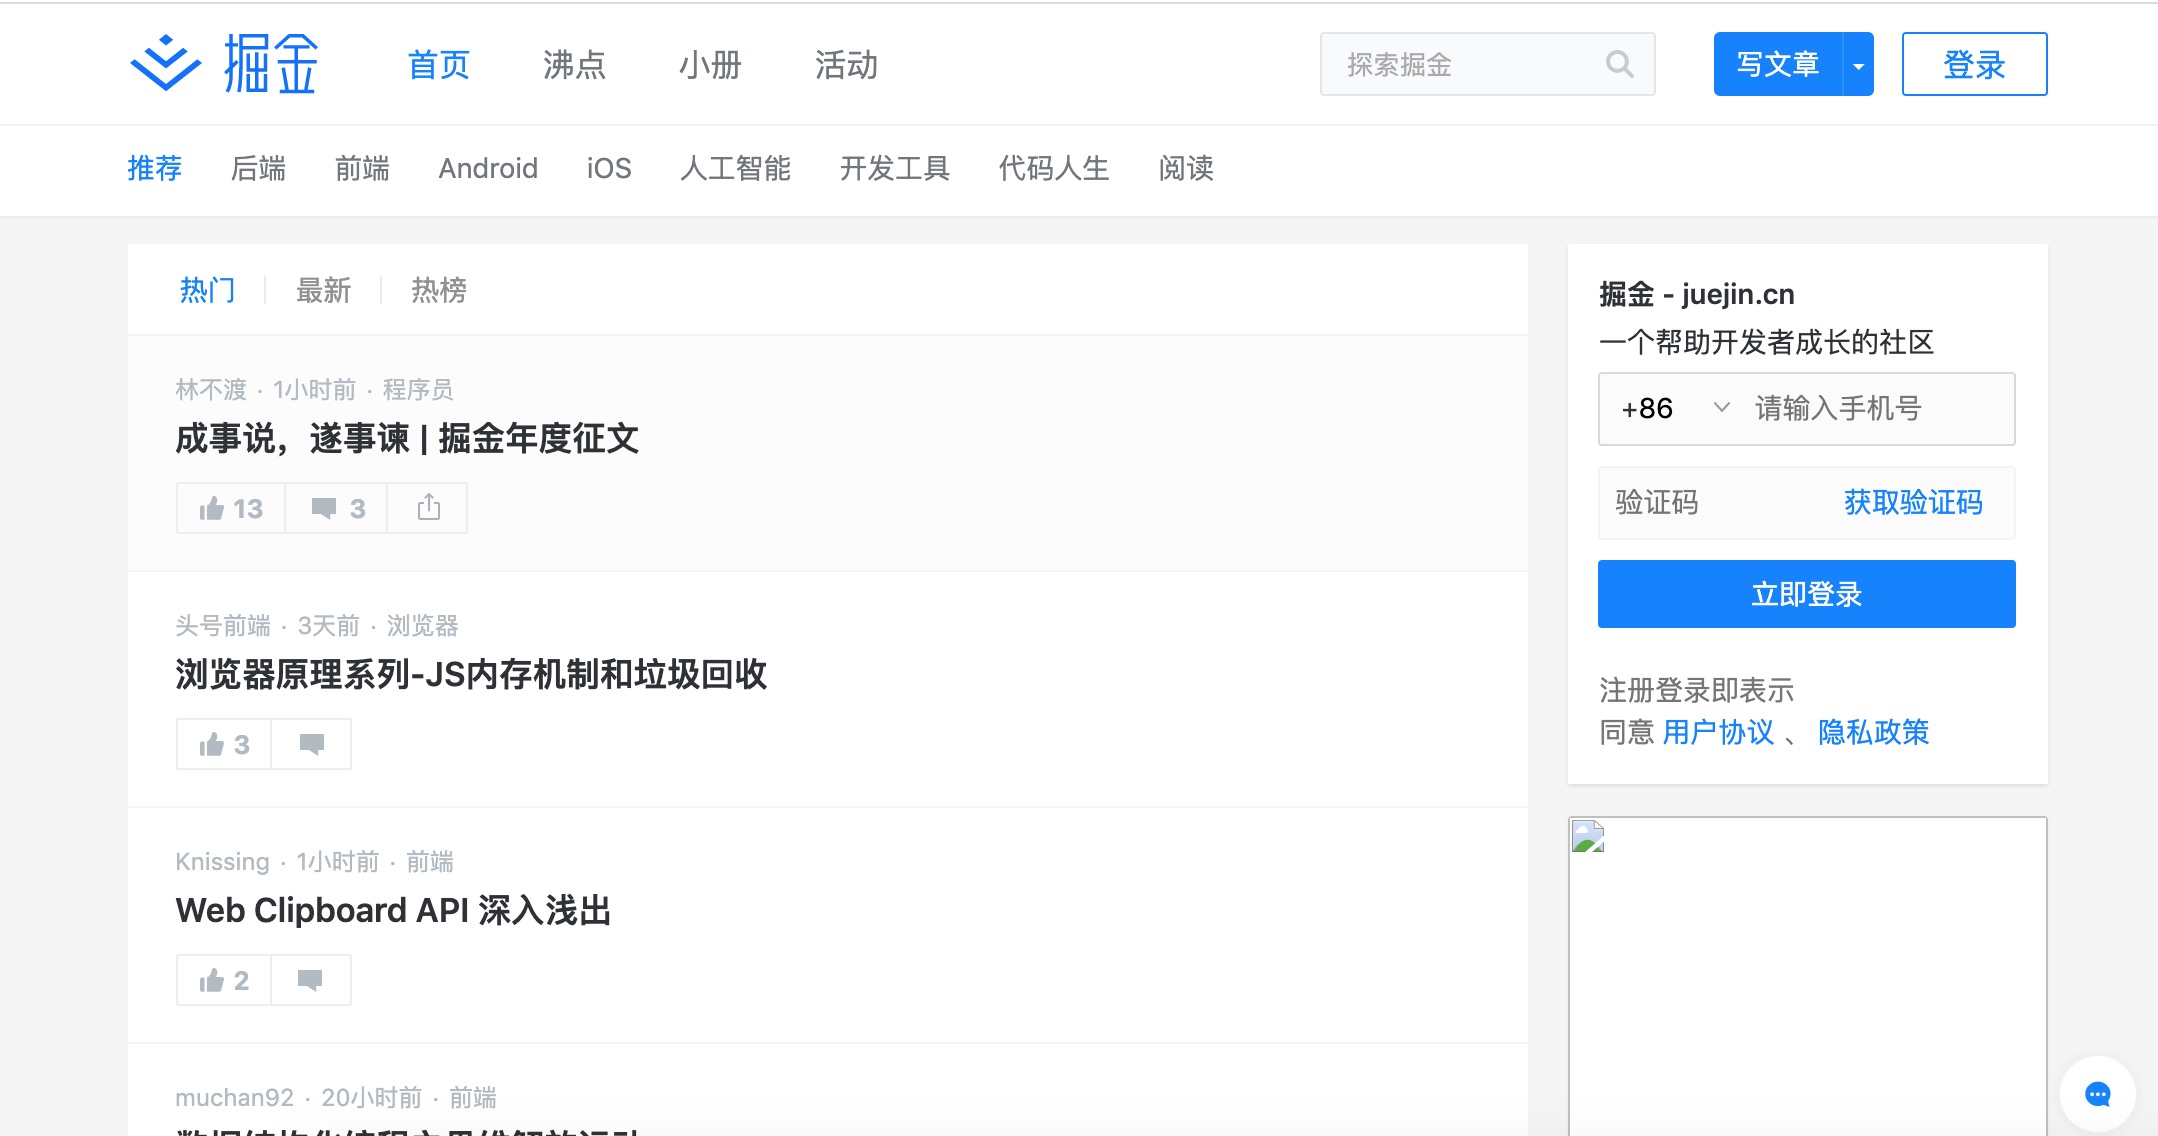 掘金 首页 沸点 小册 活动 探索掘金 写文章 登录
推荐 后端 前端 Android iOS 人工智能 开发工具 代码人生 阅读
热门 最新 热榜
林不渡 · 1小时前 · 程序员
成事说，遂事谏 | 掘金年度征文
13 3
头号前端 · 3天前 · 浏览器
浏览器原理系列-JS内存机制和垃圾回收
3
Knissing · 1小时前 · 前端
Web Clipboard API 深入浅出
2
muchan92 · 20小时前 · 前端
掘金 - juejin.cn
一个帮助开发者成长的社区
+86 请输入手机号
验证码 获取验证码
立即登录
注册登录即表示
同意 用户协议 、 隐私政策